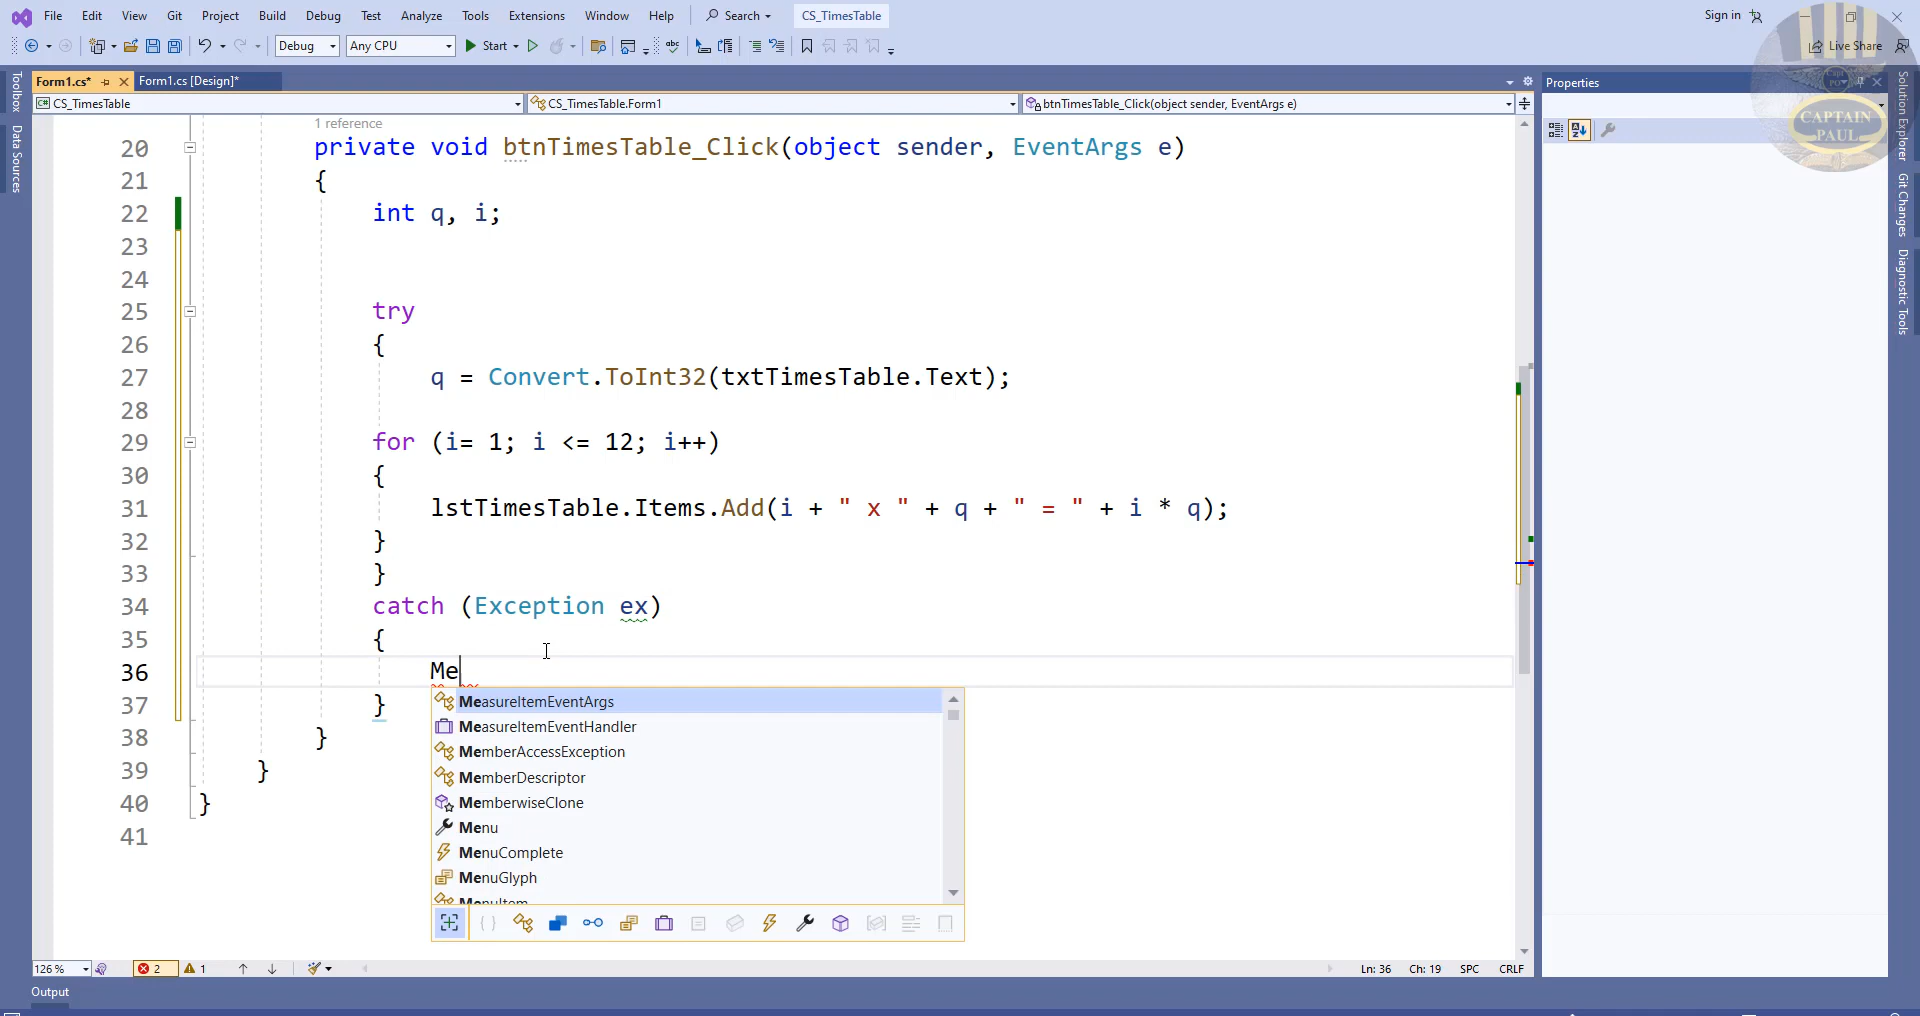 File Edit View Git Project Build Debug Test Analyze Tools Extensions Window Help Search CS_TimesTable Sign in
Debug Any CPU Start Live Share
Form1.cs* Form1.cs [Design]* Properties
CS_TimesTable CS_TimesTable.Form1 btnTimesTable_Click(object sender, EventArgs e)
Toolbox
Data Sources
Solution Explorer
Git Changes
Diagnostic Tools
CAPTAIN
PAUL
1 reference
20 private void btnTimesTable_Click(object sender, EventArgs e)
21 {
22 int q, i;
23
24
25 try
26 {
27 q = Convert.ToInt32(txtTimesTable.Text);
28
29 for (i= 1; i <= 12; i++)
30 {
31 lstTimesTable.Items.Add(i + " x " + q + " = " + i * q);
32 }
33 }
34 catch (Exception ex)
35 {
36 Me
37 }
38 }
39 }
40 }
41
MeasureItemEventArgs
MeasureItemEventHandler
MemberAccessException
MemberDescriptor
MemberwiseClone
Menu
MenuComplete
MenuGlyph
MenuItem
126 % 2 1 Ln: 36 Ch: 19 SPC CRLF
Output